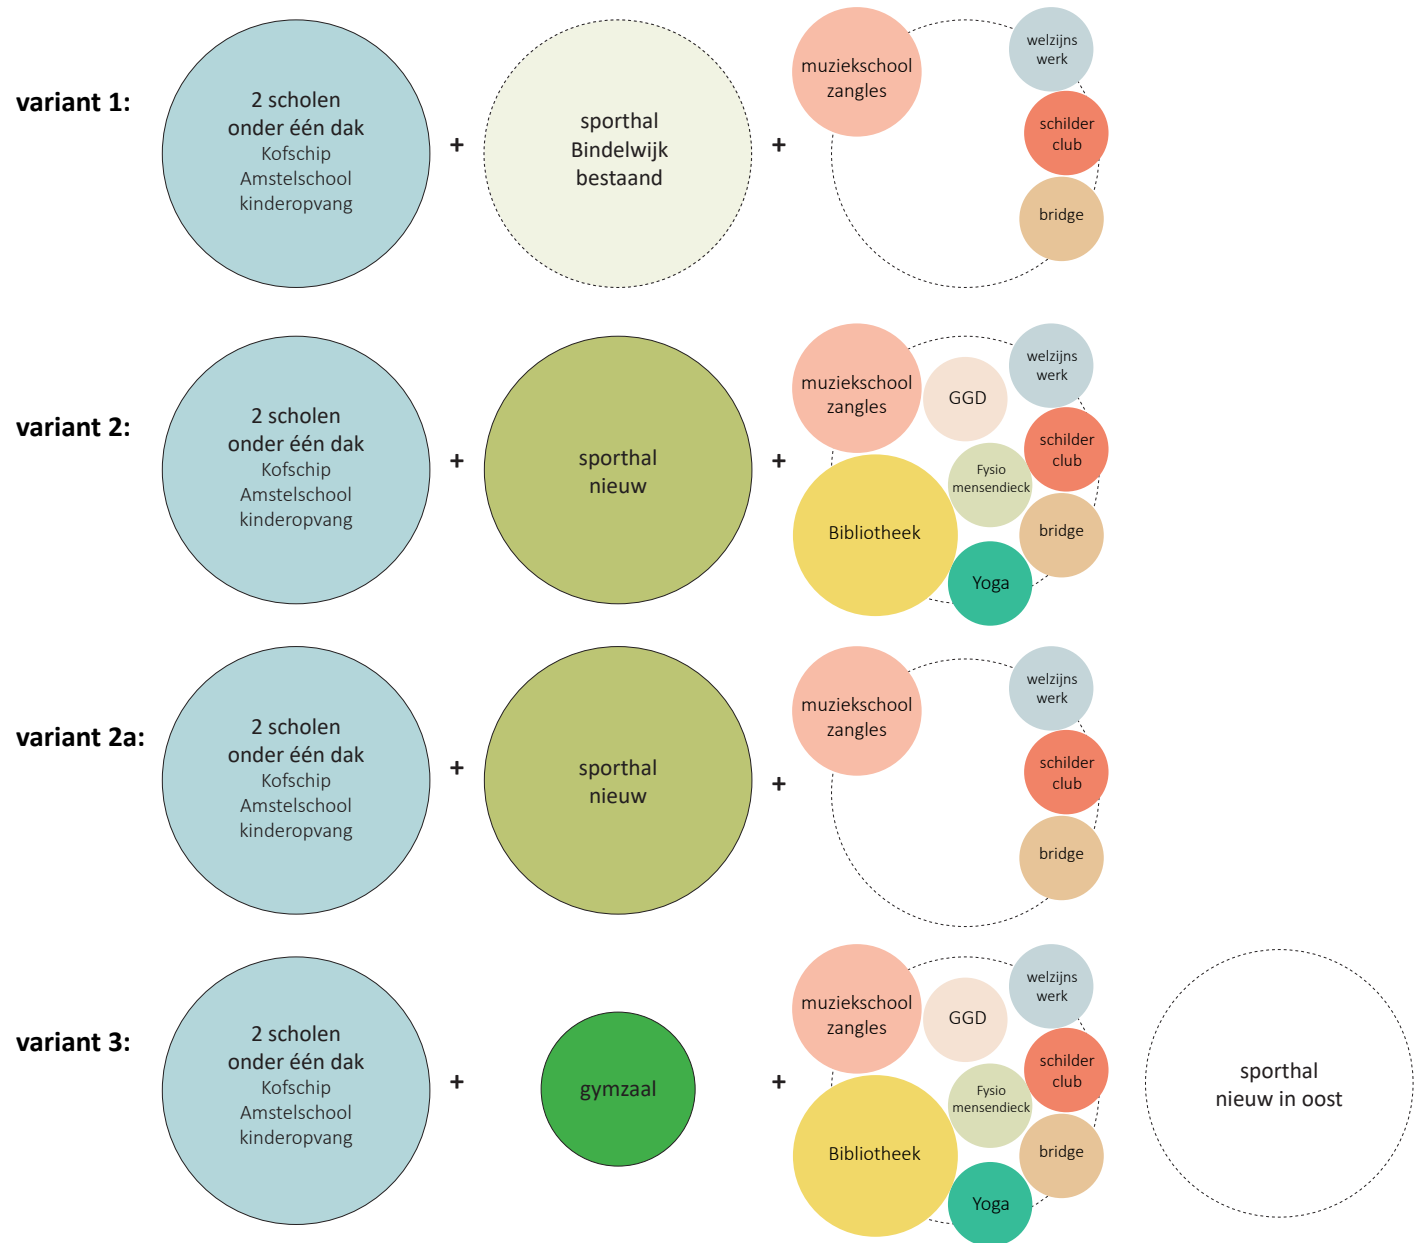 variant 1:
2 scholen
onder één dak
Kofschip
Amstelschool
kinderopvang
+
sporthal
Bindelwijk
bestaand
+
muziekschool
zangles
welzijns
werk
schilder
club
bridge
variant 2:
2 scholen
onder één dak
Kofschip
Amstelschool
kinderopvang
+
sporthal
nieuw
+
muziekschool
zangles
GGD
welzijns
werk
schilder
club
Fysio
mensendieck
Bibliotheek
bridge
Yoga
variant 2a:
2 scholen
onder één dak
Kofschip
Amstelschool
kinderopvang
+
sporthal
nieuw
+
muziekschool
zangles
welzijns
werk
schilder
club
bridge
variant 3:
2 scholen
onder één dak
Kofschip
Amstelschool
kinderopvang
+
gymzaal
+
muziekschool
zangles
GGD
welzijns
werk
schilder
club
Fysio
mensendieck
Bibliotheek
bridge
Yoga
sporthal
nieuw in oost